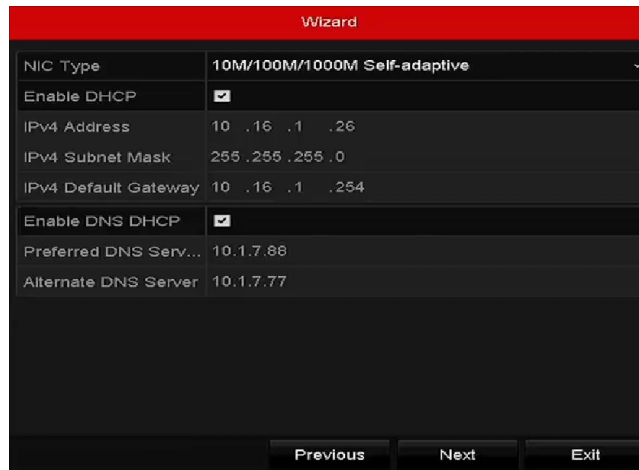 Wizard
NIC Type 10M/100M/1000M Self-adaptive
Enable DHCP
IPv4 Address 10 .16 .1 .26
IPv4 Subnet Mask 255.255.255.0
IPv4 Default Gateway 10 .16 .1 .254
Enable DNS DHCP
Preferred DNS Serv... 10.1.7.88
Alternate DNS Server 10.1.7.77
Previous Next Exit